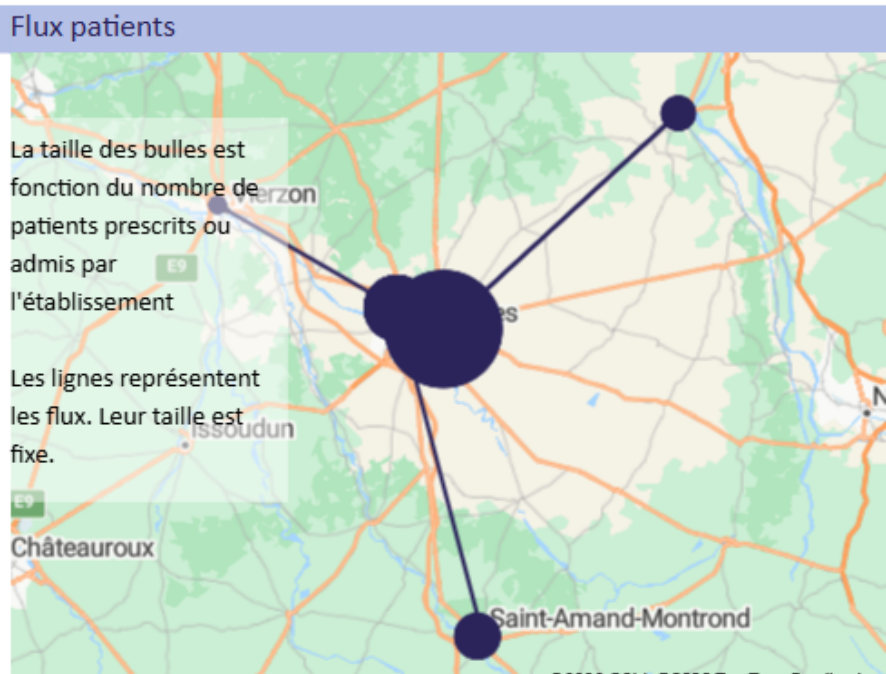 Flux patients
La taille des bulles est
fonction du nombre de
patients prescrits ou
admis par
l'établissement
Les lignes représentent
les flux. Leur taille est
fixe.
Vierzon
E9
es
Issoudun
N
E9
Châteauroux
Saint-Amand-Montrond